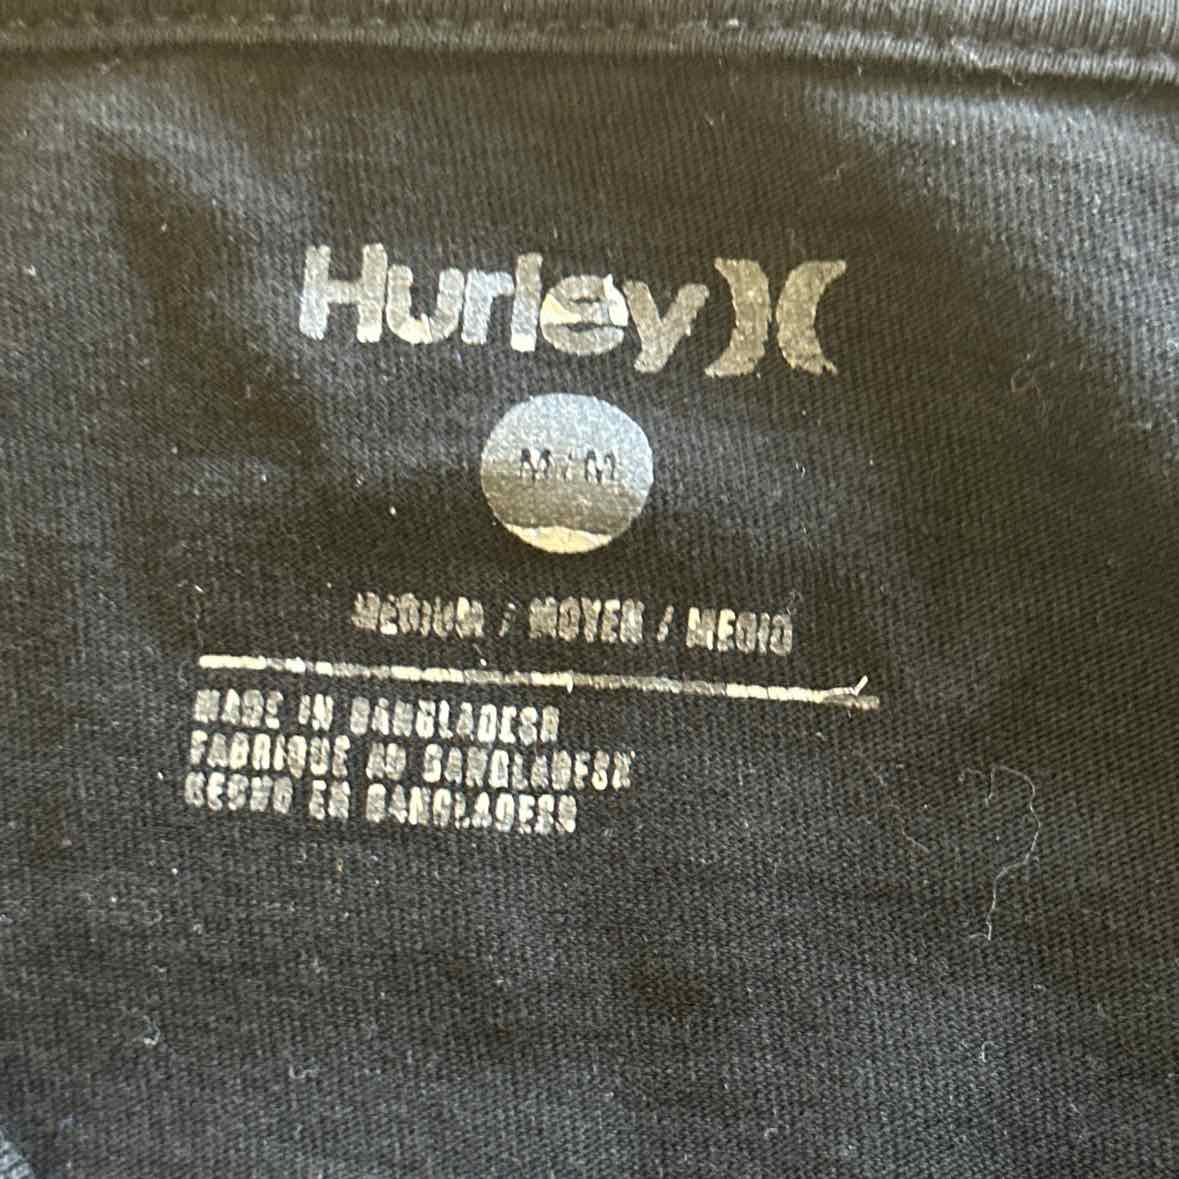 Hurley
M / M
MEDIUM / MOYEN / MEDIO
MADE IN BANGLADESH
FABRIQUE AU BANGLADESH
HECHO EN BANGLADESH